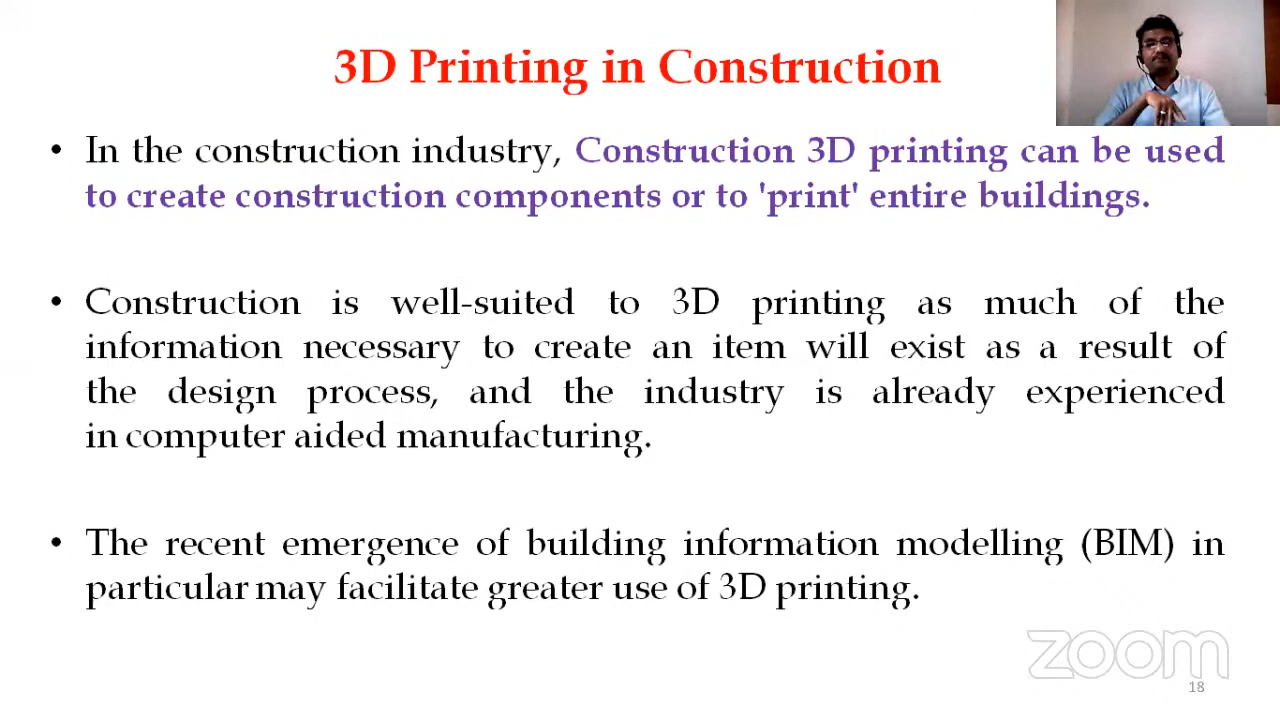 3D Printing in Construction
• In the construction industry, Construction 3D printing can be used
to create construction components or to 'print' entire buildings.
• Construction is well-suited to 3D printing as much of the
information necessary to create an item will exist as a result of
the design process, and the industry is already experienced
in computer aided manufacturing.
• The recent emergence of building information modelling (BIM) in
particular may facilitate greater use of 3D printing.
zoom
18